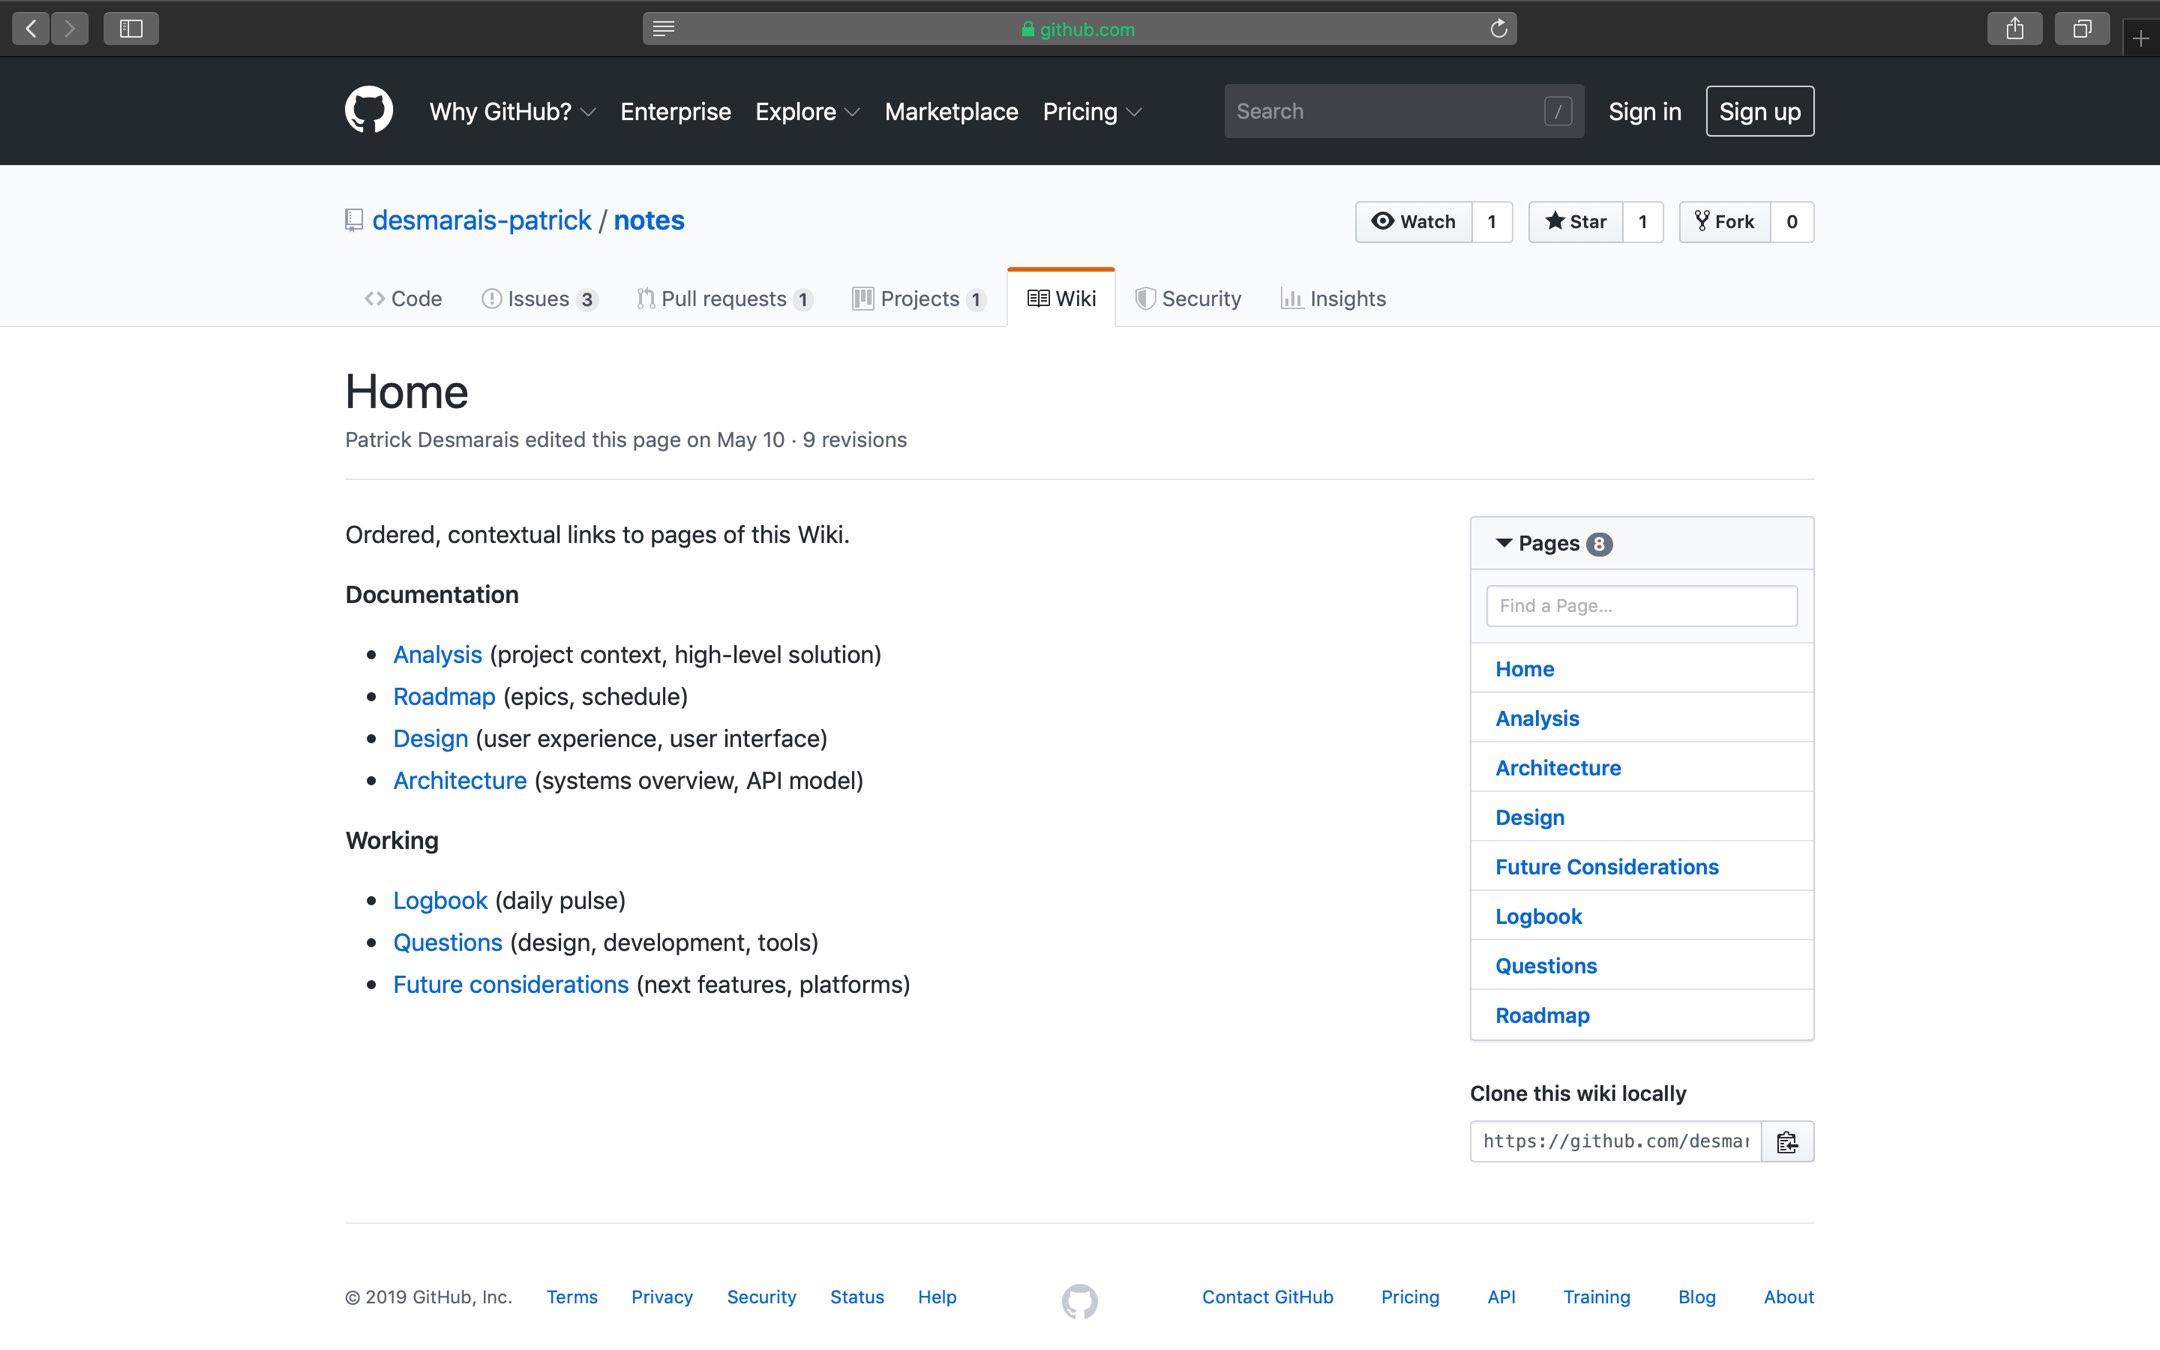 github.com
Why GitHub? Enterprise Explore Marketplace Pricing Search / Sign in Sign up
desmarais-patrick / notes
Watch 1 Star 1 Fork 0
Code Issues 3 Pull requests 1 Projects 1 Wiki Security Insights
Home
Patrick Desmarais edited this page on May 10 · 9 revisions
Ordered, contextual links to pages of this Wiki.
Documentation
• Analysis (project context, high-level solution)
• Roadmap (epics, schedule)
• Design (user experience, user interface)
• Architecture (systems overview, API model)
Working
• Logbook (daily pulse)
• Questions (design, development, tools)
• Future considerations (next features, platforms)
Pages 8
Find a Page...
Home
Analysis
Architecture
Design
Future Considerations
Logbook
Questions
Roadmap
Clone this wiki locally
https://github.com/desmar
© 2019 GitHub, Inc. Terms Privacy Security Status Help Contact GitHub Pricing API Training Blog About